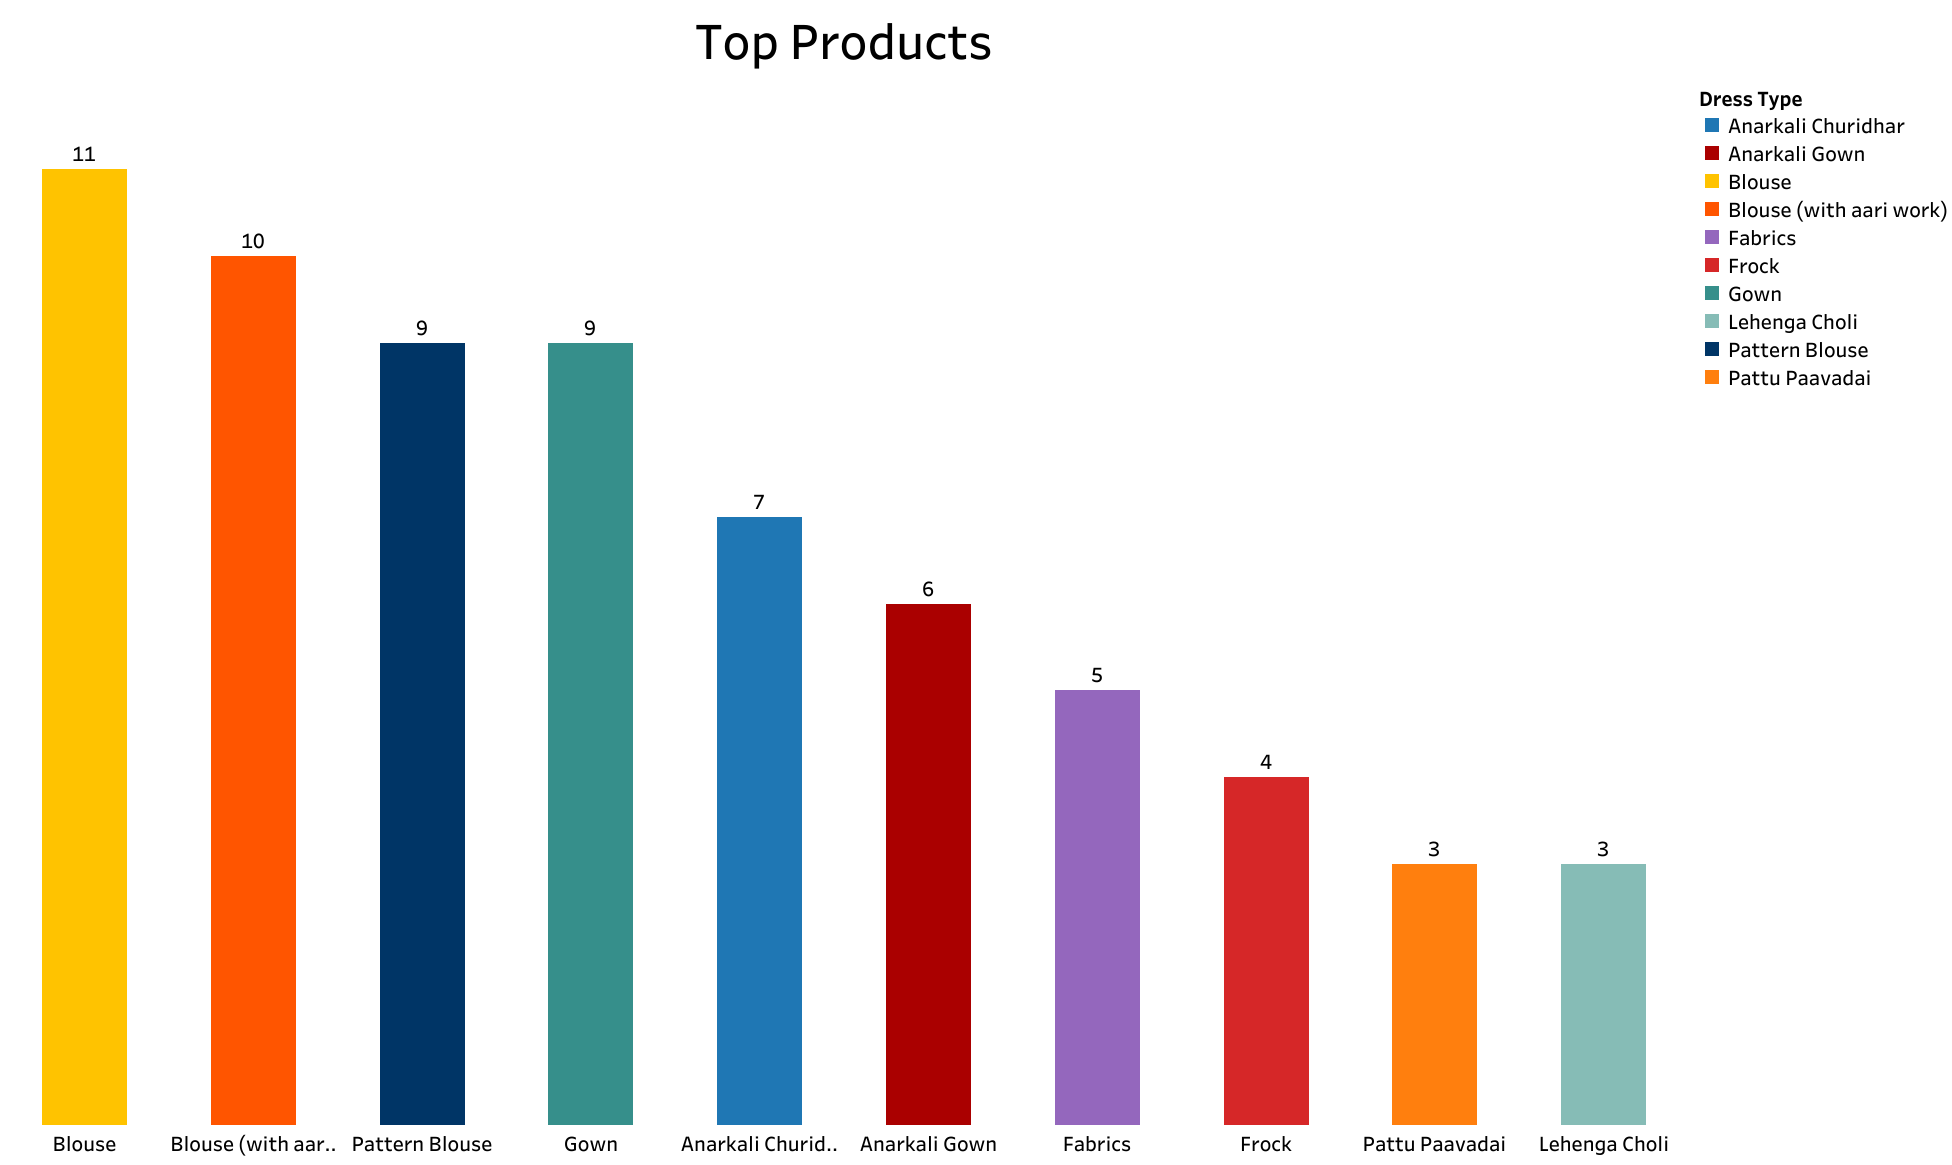 Top Products
Dress Type
Anarkali Churidhar
Anarkali Gown
Blouse
Blouse (with aari work)
Fabrics
Frock
Gown
Lehenga Choli
Pattern Blouse
Pattu Paavadai
11
10
9
9
7
6
5
4
3
3
Blouse
Blouse (with aar..
Pattern Blouse
Gown
Anarkali Churid..
Anarkali Gown
Fabrics
Frock
Pattu Paavadai
Lehenga Choli